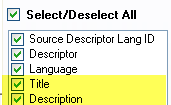 Select/Deselect All
Source Descriptor Lang ID
Descriptor
Language
Title
Description